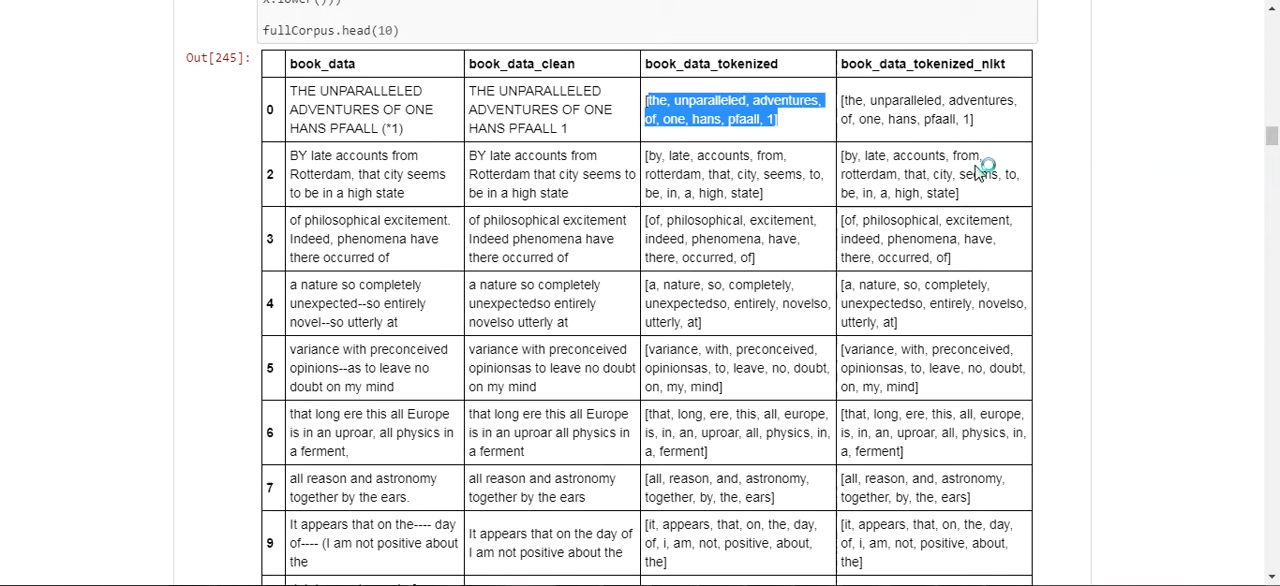 x.lower()))
fullCorpus.head(10)
Out[245]:
book_data book_data_clean book_data_tokenized book_data_tokenized_nlkt
0
THE UNPARALLELED
ADVENTURES OF ONE
HANS PFAALL (*1)
THE UNPARALLELED
ADVENTURES OF ONE
HANS PFAALL 1
[the, unparalleled, adventures,
of, one, hans, pfaall, 1]
[the, unparalleled, adventures,
of, one, hans, pfaall, 1]
2
BY late accounts from
Rotterdam, that city seems
to be in a high state
BY late accounts from
Rotterdam that city seems to
be in a high state
[by, late, accounts, from,
rotterdam, that, city, seems, to,
be, in, a, high, state]
[by, late, accounts, from,
rotterdam, that, city, seems, to,
be, in, a, high, state]
3
of philosophical excitement.
Indeed, phenomena have
there occurred of
of philosophical excitement
Indeed phenomena have
there occurred of
[of, philosophical, excitement,
indeed, phenomena, have,
there, occurred, of]
[of, philosophical, excitement,
indeed, phenomena, have,
there, occurred, of]
4
a nature so completely
unexpected--so entirely
novel--so utterly at
a nature so completely
unexpectedso entirely
novelso utterly at
[a, nature, so, completely,
unexpectedso, entirely, novelso,
utterly, at]
[a, nature, so, completely,
unexpectedso, entirely, novelso,
utterly, at]
5
variance with preconceived
opinions--as to leave no
doubt on my mind
variance with preconceived
opinionsas to leave no doubt
on my mind
[variance, with, preconceived,
opinionsas, to, leave, no, doubt,
on, my, mind]
[variance, with, preconceived,
opinionsas, to, leave, no, doubt,
on, my, mind]
6
that long ere this all Europe
is in an uproar, all physics in
a ferment,
that long ere this all Europe
is in an uproar all physics in
a ferment
[that, long, ere, this, all, europe,
is, in, an, uproar, all, physics, in,
a, ferment]
[that, long, ere, this, all, europe,
is, in, an, uproar, all, physics, in,
a, ferment]
7
all reason and astronomy
together by the ears.
all reason and astronomy
together by the ears
[all, reason, and, astronomy,
together, by, the, ears]
[all, reason, and, astronomy,
together, by, the, ears]
9
It appears that on the---- day
of---- (I am not positive about
the
It appears that on the day of
I am not positive about the
[it, appears, that, on, the, day,
of, i, am, not, positive, about,
the]
[it, appears, that, on, the, day,
of, i, am, not, positive, about,
the]